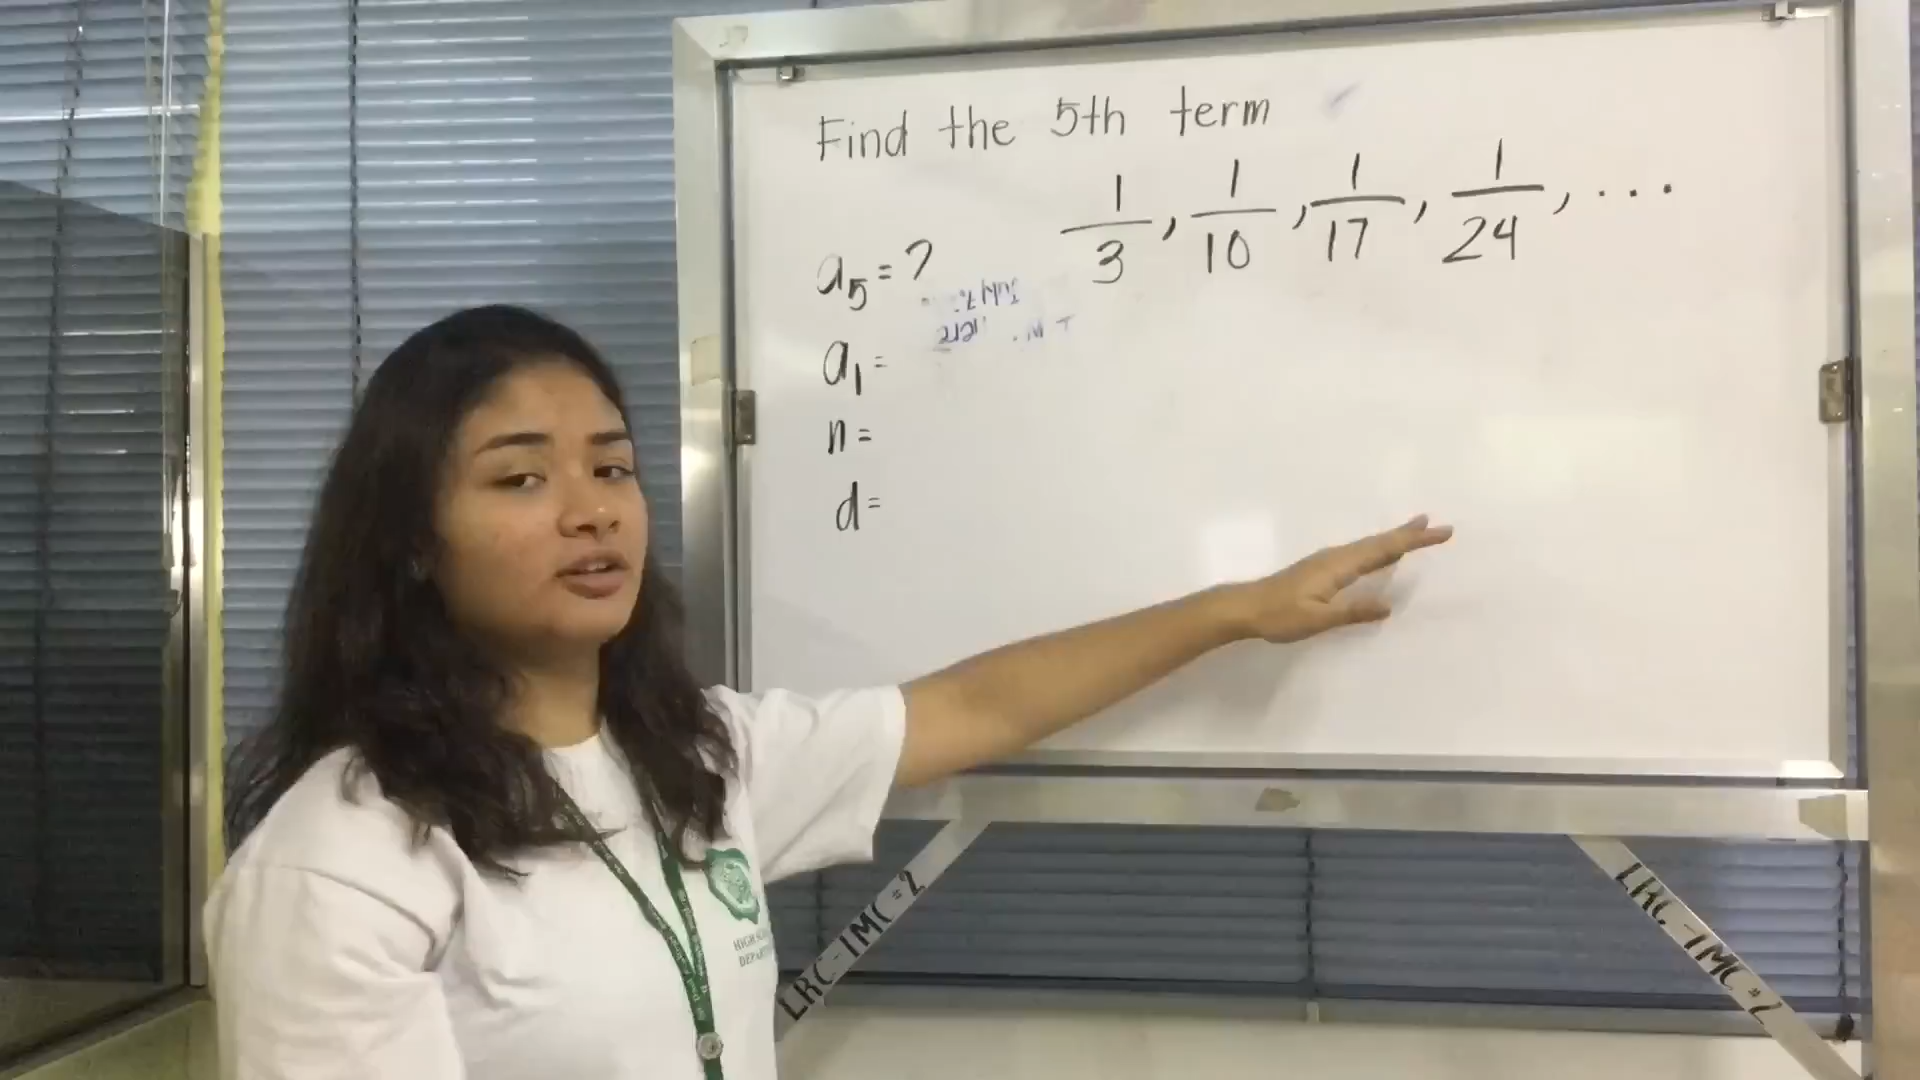 Find the 5th term
1/3, 1/10, 1/17, 1/24, ...
a₅ = ?
a₁ =
n =
d =
HIGH
LRC-IMC #2
LRC-IMC #2